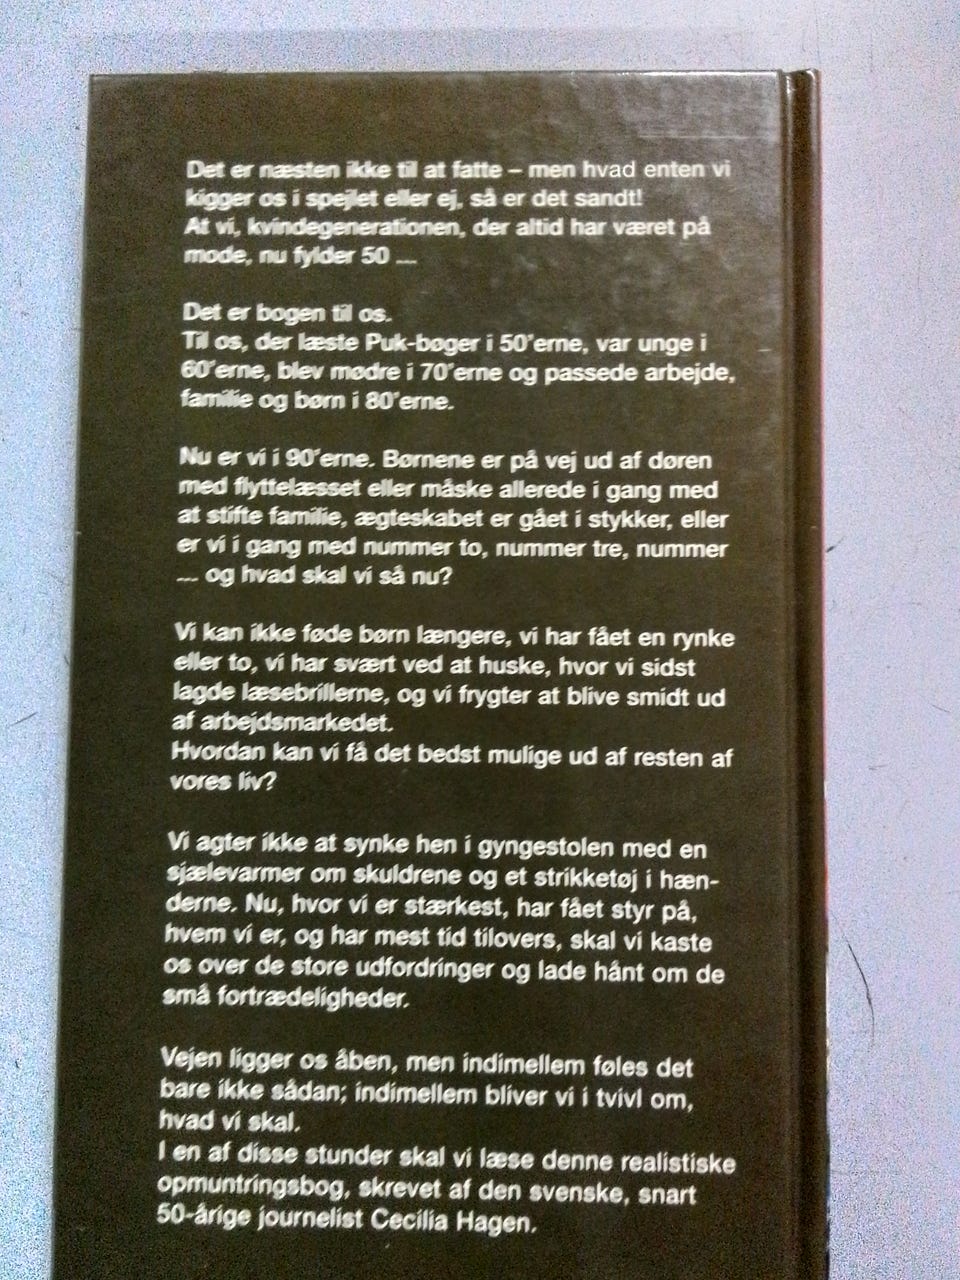 Det er næsten ikke til at fatte – men hvad enten vi
kigger os i spejlet eller ej, så er det sandt!
At vi, kvindegenerationen, der altid har været på
mode, nu fylder 50 ...
Det er bogen til os.
Til os, der læste Puk-bøger i 50'erne, var unge i
60'erne, blev mødre i 70'erne og passede arbejde,
familie og børn i 80'erne.
Nu er vi i 90'erne. Børnene er på vej ud af døren
med flyttelæsset eller måske allerede i gang med
at stifte familie, ægteskabet er gået i stykker, eller
er vi i gang med nummer to, nummer tre, nummer
... og hvad skal vi så nu?
Vi kan ikke føde børn længere, vi har fået en rynke
eller to, vi har svært ved at huske, hvor vi sidst
lagde læsebrillerne, og vi frygter at blive smidt ud
af arbejdsmarkedet.
Hvordan kan vi få det bedst mulige ud af resten af
vores liv?
Vi agter ikke at synke hen i gyngestolen med en
sjælevarmer om skuldrene og et strikketøj i hæn-
derne. Nu, hvor vi er stærkest, har fået styr på,
hvem vi er, og har mest tid tilovers, skal vi kaste
os over de store udfordringer og lade hånt om de
små fortrædeligheder.
Vejen ligger os åben, men indimellem føles det
bare ikke sådan; indimellem bliver vi i tvivl om,
hvad vi skal.
I en af disse stunder skal vi læse denne realistiske
opmuntringsbog, skrevet af den svenske, snart
50-årige journalist Cecilia Hagen.